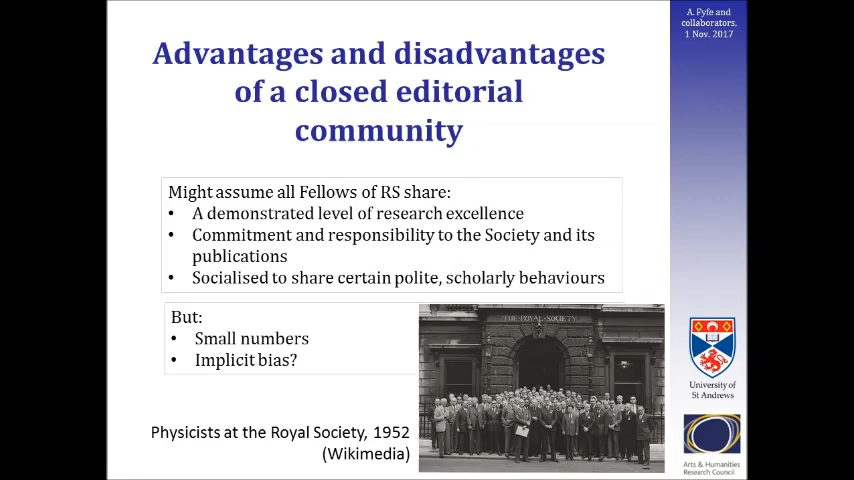 A. Fyfe and
collaborators,
1 Nov. 2017
Advantages and disadvantages
of a closed editorial
community
Might assume all Fellows of RS share:
• A demonstrated level of research excellence
• Commitment and responsibility to the Society and its
publications
• Socialised to share certain polite, scholarly behaviours
But:
• Small numbers
• Implicit bias?
THE·ROYAL·SOCIETY
Physicists at the Royal Society, 1952
(Wikimedia)
University of
St Andrews
Arts & Humanities
Research Council